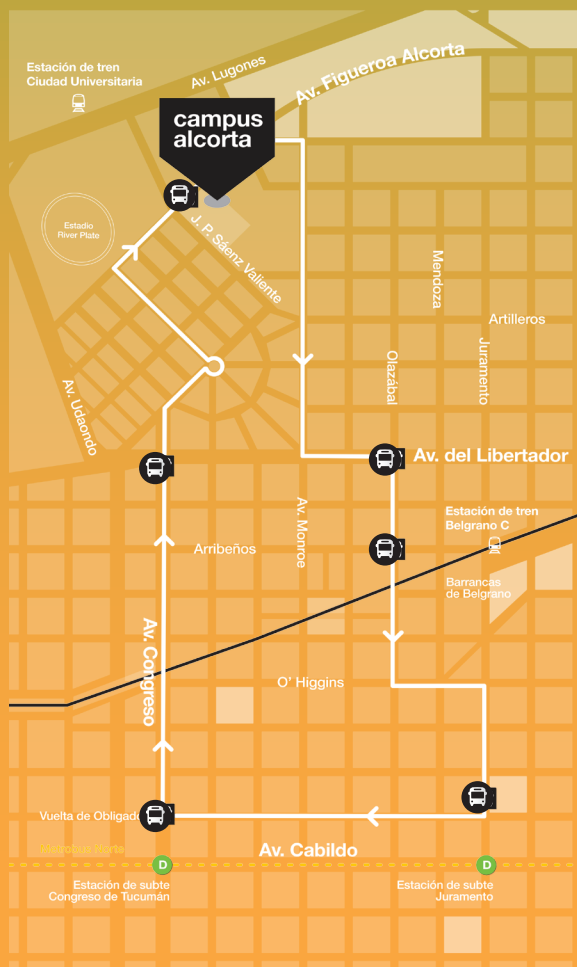 Av. Figueroa Alcorta
Av. Lugones
Estación de tren
Ciudad Universitaria
campus
alcorta
Estadio
River Plate
J. P. Sáenz Valiente
Mendoza
Artilleros
Juramento
Olazábal
Av. Udaondo
Av. del Libertador
Av. Monroe
Estación de tren
Belgrano C
Arribeños
Barrancas
de Belgrano
Av. Congreso
O' Higgins
Vuelta de Obligado
Metrobus Norte
Av. Cabildo
D
D
Estación de subte
Congreso de Tucumán
Estación de subte
Juramento